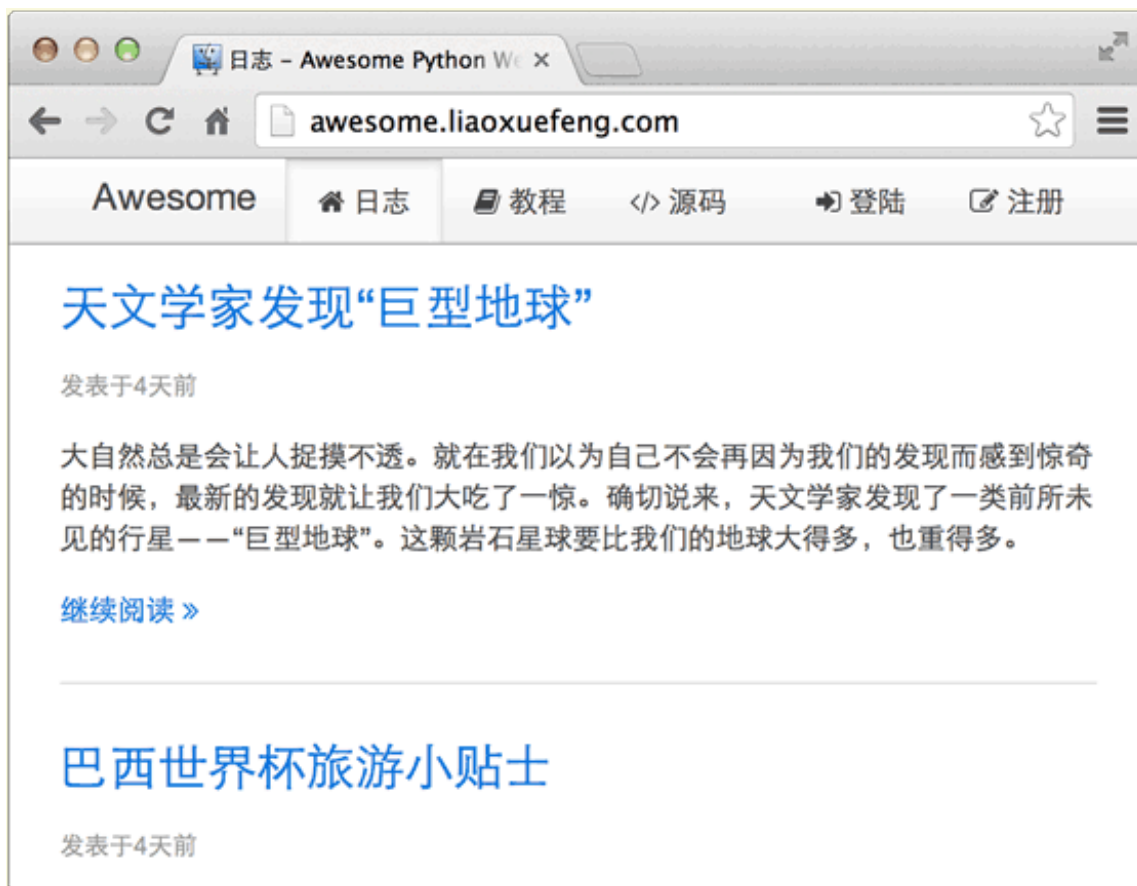 日志 – Awesome Python We
awesome.liaoxuefeng.com
Awesome 日志 教程 </> 源码 登陆 注册
天文学家发现“巨型地球”
发表于4天前
大自然总是会让人捉摸不透。就在我们以为自己不会再因为我们的发现而感到惊奇
的时候，最新的发现就让我们大吃了一惊。确切说来，天文学家发现了一类前所未
见的行星——“巨型地球”。这颗岩石星球要比我们的地球大得多，也重得多。
继续阅读 »
巴西世界杯旅游小贴士
发表于4天前